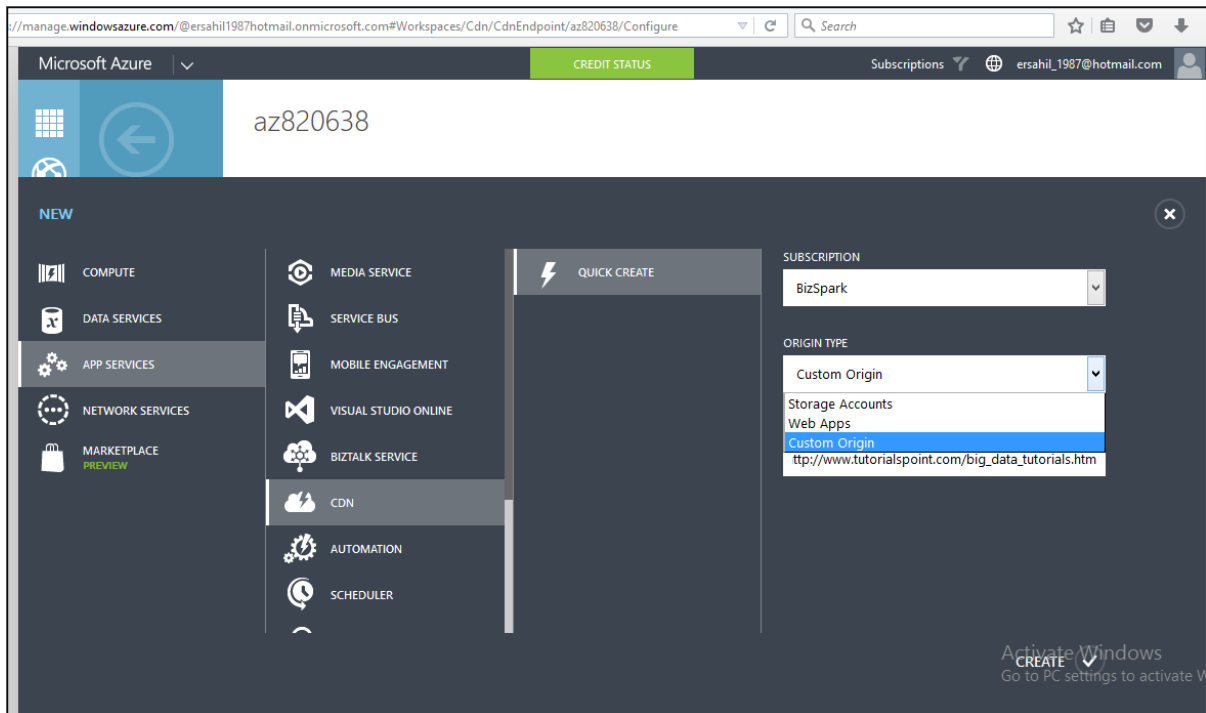 ://manage.windowsazure.com/@ersahil1987hotmail.onmicrosoft.com#Workspaces/Cdn/CdnEndpoint/az820638/Configure
Search
Microsoft Azure
CREDIT STATUS
Subscriptions
ersahil_1987@hotmail.com
az820638
NEW
COMPUTE
DATA SERVICES
APP SERVICES
NETWORK SERVICES
MARKETPLACE
PREVIEW
MEDIA SERVICE
SERVICE BUS
MOBILE ENGAGEMENT
VISUAL STUDIO ONLINE
BIZTALK SERVICE
CDN
AUTOMATION
SCHEDULER
QUICK CREATE
SUBSCRIPTION
BizSpark
ORIGIN TYPE
Custom Origin
Storage Accounts
Web Apps
Custom Origin
ttp://www.tutorialspoint.com/big_data_tutorials.htm
Activate Windows
CREATE
Go to PC settings to activate W